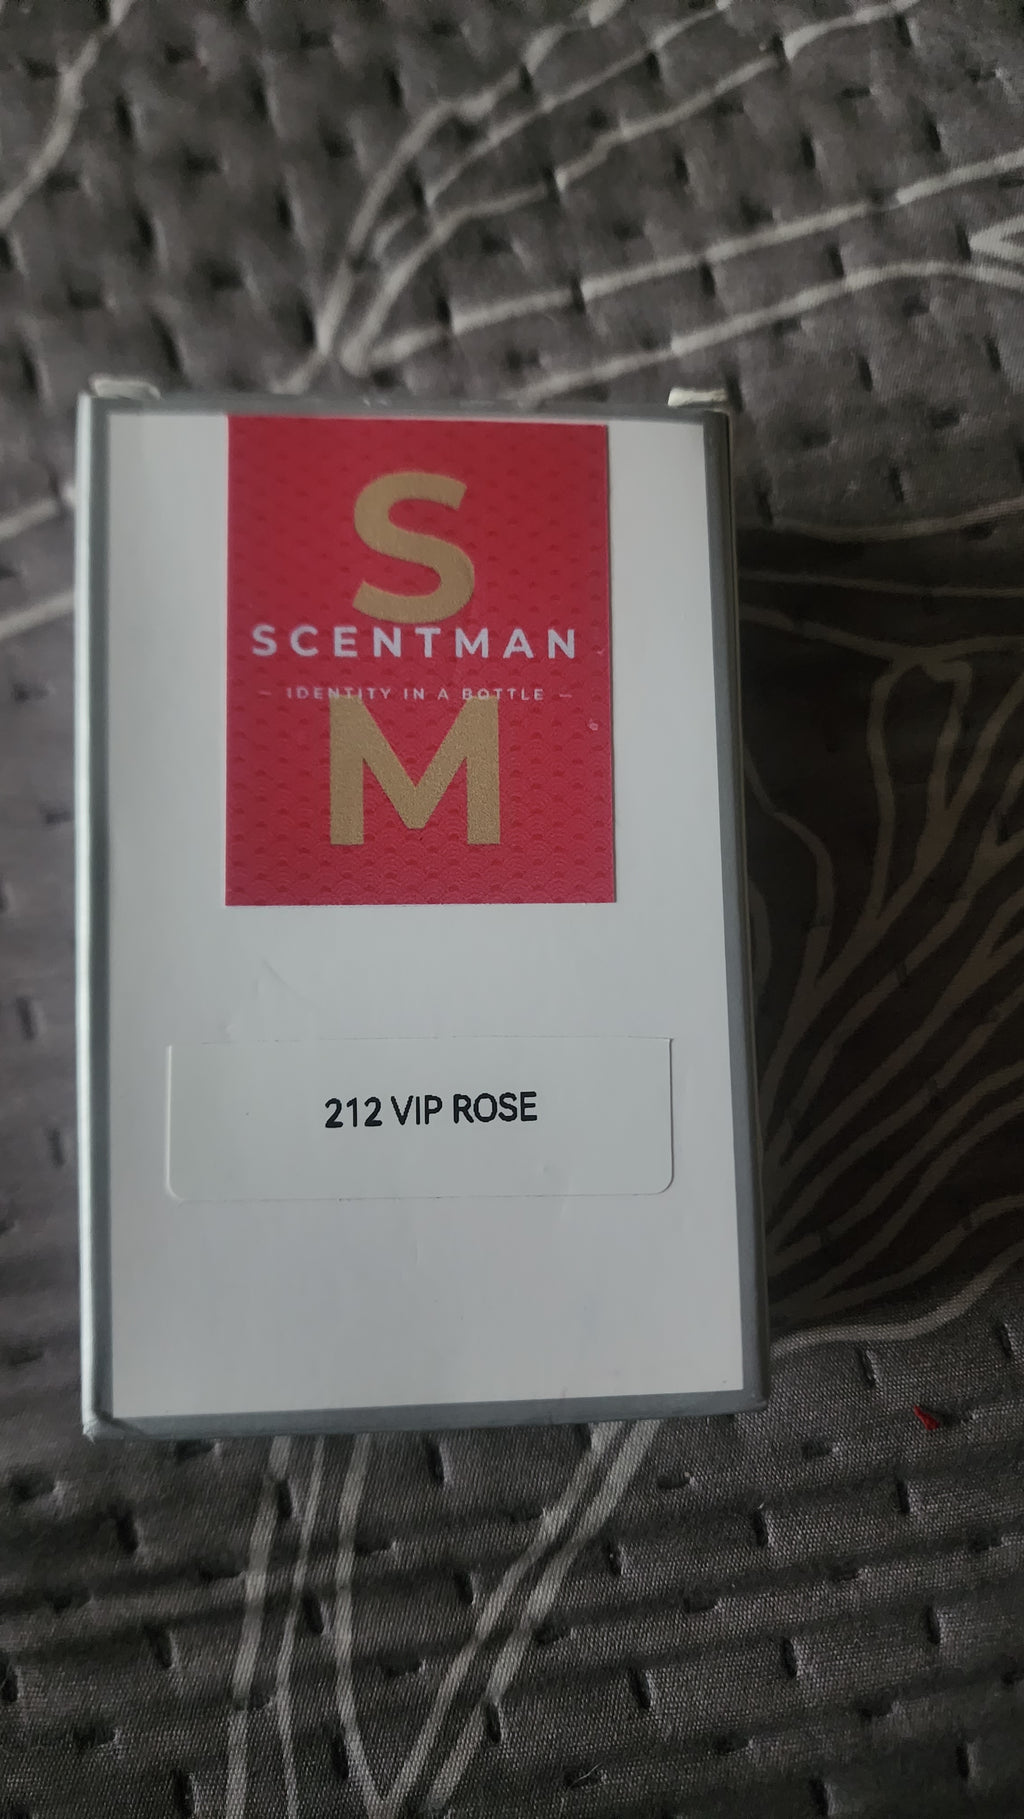 S
SCENTMAN
– IDENTITY IN A BOTTLE –
M
212 VIP ROSE